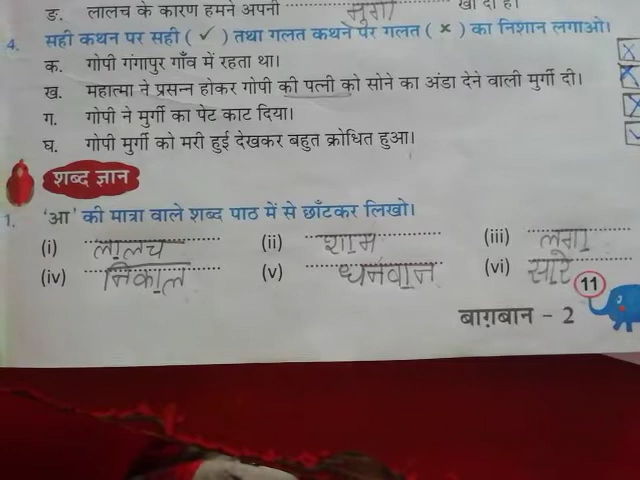 ङ. लालच के कारण हमने अपनी खो दी है।
4. सही कथन पर सही ( ✓ ) तथा गलत कथन पर गलत ( × ) का निशान लगाओ।
क. गोपी गंगापुर गाँव में रहता था। ×
ख. महात्मा ने प्रसन्न होकर गोपी की पत्नी को सोने का अंडा देने वाली मुर्गी दी। ×
ग. गोपी ने मुर्गी का पेट काट दिया। ×
घ. गोपी मुर्गी को मरी हुई देखकर बहुत क्रोधित हुआ। ✓
शब्द ज्ञान
1. 'आ' की मात्रा वाले शब्द पाठ में से छाँटकर लिखो।
(i) लालच (ii) शाम (iii) लगा
(iv) निकाल (v) धनवान (vi) सारे
11
बाग़बान - 2